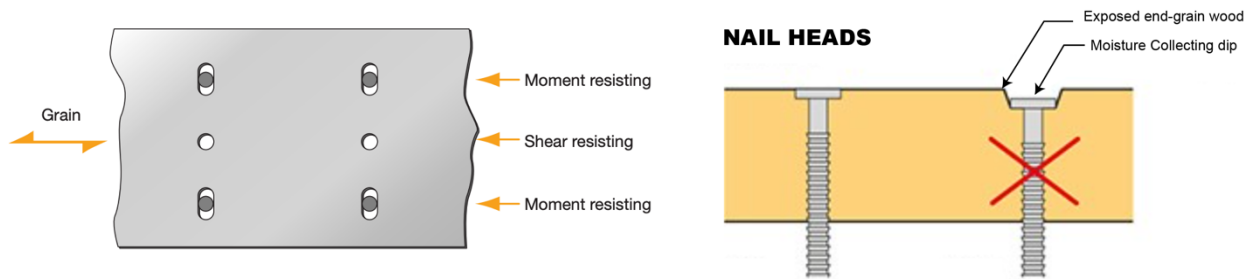 Grain
Moment resisting
Shear resisting
Moment resisting
NAIL HEADS
Exposed end-grain wood
Moisture Collecting dip